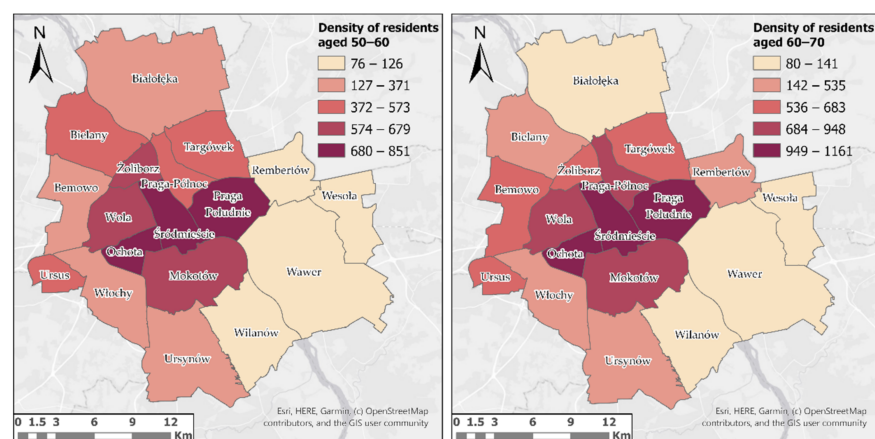 N
Density of residents
aged 50–60
76 – 126
127 – 371
372 – 573
574 – 679
680 – 851
Białołęka
Bielany
Targówek
Żoliborz
Rembertów
Bemowo
Praga-Północ
Wesoła
Praga
Południe
Wola
Śródmieście
Ochota
Ursus
Mokotów
Wawer
Włochy
Wilanów
Ursynów
Esri, HERE, Garmin, (c) OpenStreetMap
contributors, and the GIS user community
0 1.5 3 6 9 12
Km
N
Density of residents
aged 60–70
80 – 141
142 – 535
536 – 683
684 – 948
949 – 1161
Białołęka
Bielany
Targówek
Żoliborz
Rembertów
Bemowo
Praga-Północ
Wesoła
Praga
Południe
Wola
Śródmieście
Ochota
Ursus
Mokotów
Wawer
Włochy
Wilanów
Ursynów
Esri, HERE, Garmin, (c) OpenStreetMap
contributors, and the GIS user community
0 1.5 3 6 9 12
Km